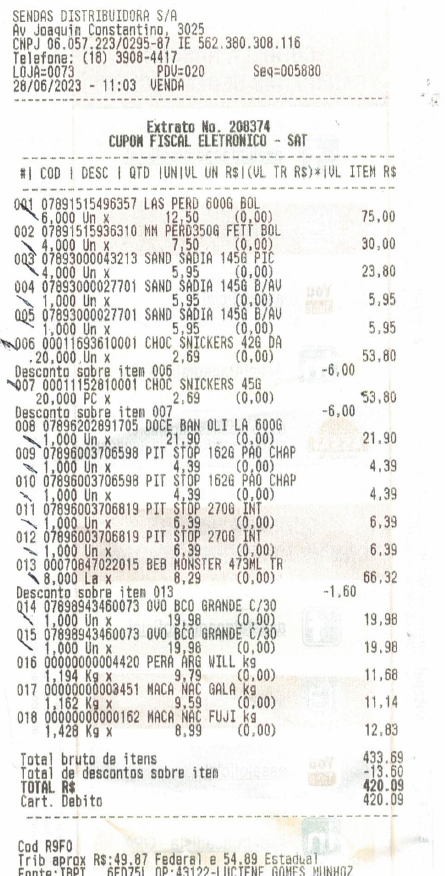 SENDAS DISTRIBUIDORA S/A
Av Joaquim Constantino, 3025
CNPJ 06.057.223/0295-87 IE 562.380.308.116
Telefone: (18) 3908-4417
LOJA=0073 PDV=020 Seq=005880
28/06/2023 - 11:03 VENDA
Extrato No. 208374
CUPOM FISCAL ELETRONICO - SAT
#| COD | DESC | QTD |UN|VL UN R$|(VL TR R$)*|VL ITEM R$
001 07891515496357 LAS PERD 600G BOL
6,000 Un x 12,50 (0,00) 75,00
002 07891515936310 MM PERD350G FETT BOL
4,000 Un x 7,50 (0,00) 30,00
003 07893000043213 SAND SADIA 145G PIC
4,000 Un x 5,95 (0,00) 23,80
004 07893000027701 SAND SADIA 145G B/AV
1,000 Un x 5,95 (0,00) 5,95
005 07893000027701 SAND SADIA 145G B/AV
1,000 Un x 5,95 (0,00) 5,95
006 00011693610001 CHOC SNICKERS 42G DA
20,000 Un x 2,69 (0,00) 53,80
Desconto sobre item 006 -6,00
007 00011152810001 CHOC SNICKERS 45G
20,000 PC x 2,69 (0,00) 53,80
Desconto sobre item 007 -6,00
008 07896202891705 DOCE BAN OLI LA 600G
1,000 Un x 21,90 (0,00) 21,90
009 07896003706598 PIT STOP 162G PAO CHAP
1,000 Un x 4,39 (0,00) 4,39
010 07896003706598 PIT STOP 162G PAO CHAP
1,000 Un x 4,39 (0,00) 4,39
011 07896003706819 PIT STOP 270G INT
1,000 Un x 6,39 (0,00) 6,39
012 07896003706819 PIT STOP 270G INT
1,000 Un x 6,39 (0,00) 6,39
013 00070847022015 BEB MONSTER 473ML TR
8,000 La x 8,29 (0,00) 66,32
Desconto sobre item 013 -1,60
014 07898943460073 OVO BCO GRANDE C/30
1,000 Un x 19,98 (0,00) 19,98
015 07898943460073 OVO BCO GRANDE C/30
1,000 Un x 19,98 (0,00) 19,98
016 00000000004420 PERA ARG WILL kg
1,194 Kg x 9,79 (0,00) 11,68
017 00000000003451 MACA NAC GALA kg
1,162 Kg x 9,59 (0,00) 11,14
018 00000000000162 MACA NAC FUJI kg
1,428 Kg x 8,99 (0,00) 12,83
Total bruto de itens 433.69
Total de descontos sobre item -13.60
TOTAL R$ 420.09
Cart. Debito 420.09
Cod R9F0
Trib aprox R$:49.87 Federal e 54.89 Estadual
Fonte:IBPT 6FD75L OP:43122-LUCIENE GOMES MUNHOZ